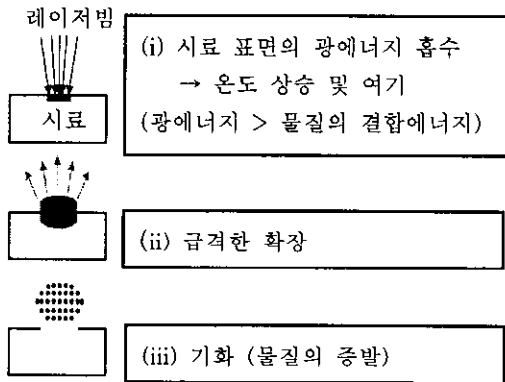 레이저빔
(i) 시료 표면의 광에너지 흡수
→ 온도 상승 및 여기
(광에너지 > 물질의 결합에너지)
시료
(ii) 급격한 확장
(iii) 기화 (물질의 증발)